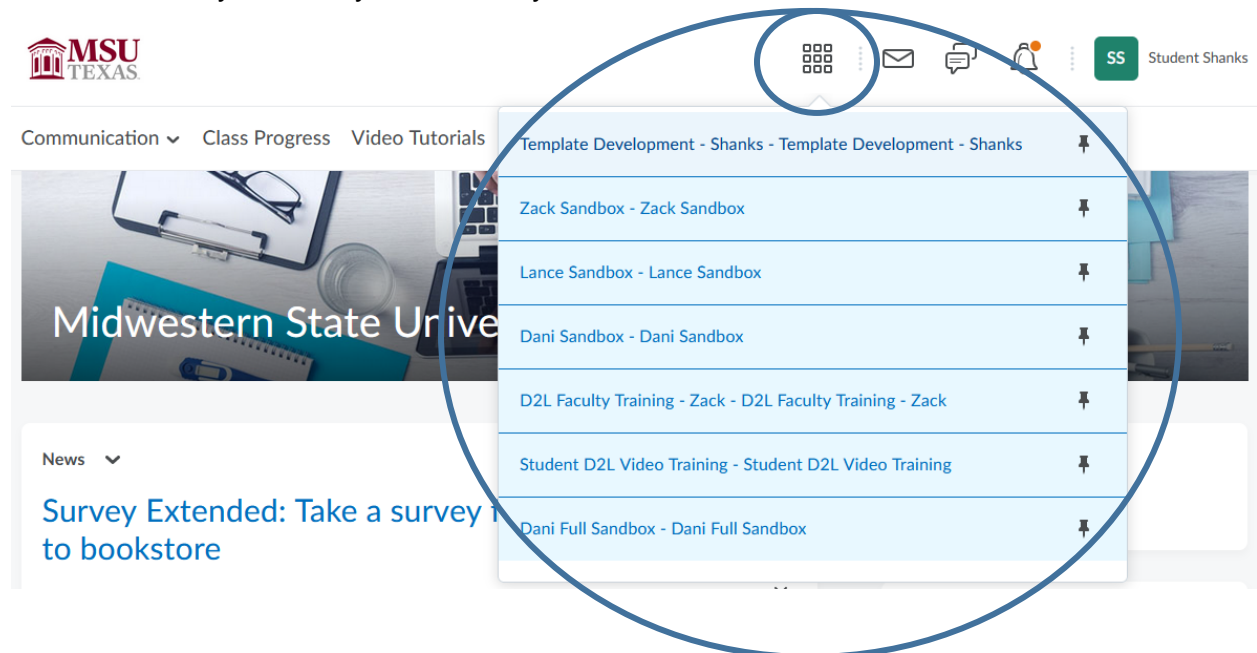 MSU
TEXAS
SS Student Shanks
Communication Class Progress Video Tutorials
Template Development - Shanks - Template Development - Shanks
Zack Sandbox - Zack Sandbox
Lance Sandbox - Lance Sandbox
Midwestern State
Dani Sandbox - Dani Sandbox
D2L Faculty Training - Zack - D2L Faculty Training - Zack
News
Student D2L Video Training - Student D2L Video Training
Survey Extended: Take a survey
Dani Full Sandbox - Dani Full Sandbox
to bookstore